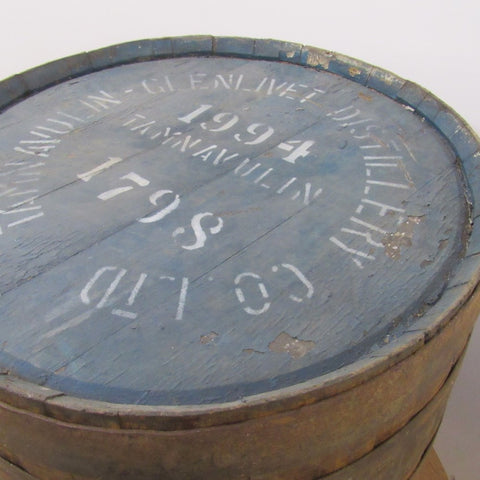 TAMNAVULIN-GLENLIVET DISTILLERY
1994
TAMNAVULIN
1798
CO LTD